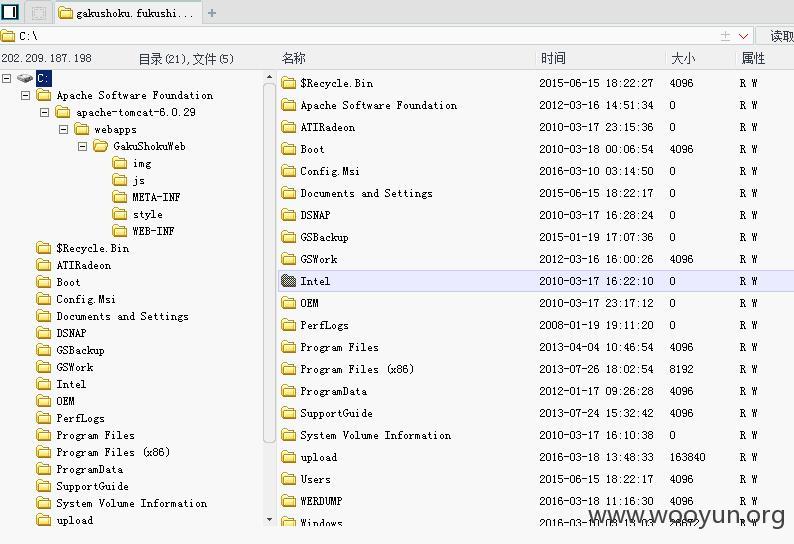 gakushoku.fukushi...
C:\
读取
202.209.187.198 目录(21),文件(5) 名称 时间 大小 属性
C:
Apache Software Foundation
apache-tomcat-6.0.29
webapps
GakuShokuWeb
img
js
META-INF
style
WEB-INF
$Recycle.Bin
ATIRadeon
Boot
Config.Msi
Documents and Settings
DSNAP
GSBackup
GSWork
Intel
OEM
PerfLogs
Program Files
Program Files (x86)
ProgramData
SupportGuide
System Volume Information
upload
$Recycle.Bin 2015-06-15 18:22:27 4096 R W
Apache Software Foundation 2012-03-16 14:51:34 0 R W
ATIRadeon 2010-03-17 23:15:36 0 R W
Boot 2010-03-18 00:06:54 4096 R W
Config.Msi 2016-03-10 03:14:50 0 R W
Documents and Settings 2015-06-15 18:22:17 0 R W
DSNAP 2010-03-17 16:28:24 0 R W
GSBackup 2015-01-19 17:07:36 0 R W
GSWork 2012-03-16 16:00:26 4096 R W
Intel 2010-03-17 16:22:10 0 R W
OEM 2010-03-17 23:17:12 0 R W
PerfLogs 2008-01-19 19:11:20 0 R W
Program Files 2013-04-04 10:46:54 4096 R W
Program Files (x86) 2013-07-26 18:02:54 8192 R W
ProgramData 2012-01-17 09:26:28 4096 R W
SupportGuide 2013-07-24 15:32:42 4096 R W
System Volume Information 2010-03-17 16:10:38 0 R W
upload 2016-03-18 13:48:33 163840 R W
Users 2015-06-15 18:22:17 4096 R W
WERDUMP 2016-03-18 11:16:30 4096 R W
Windows
www.wooyun.org